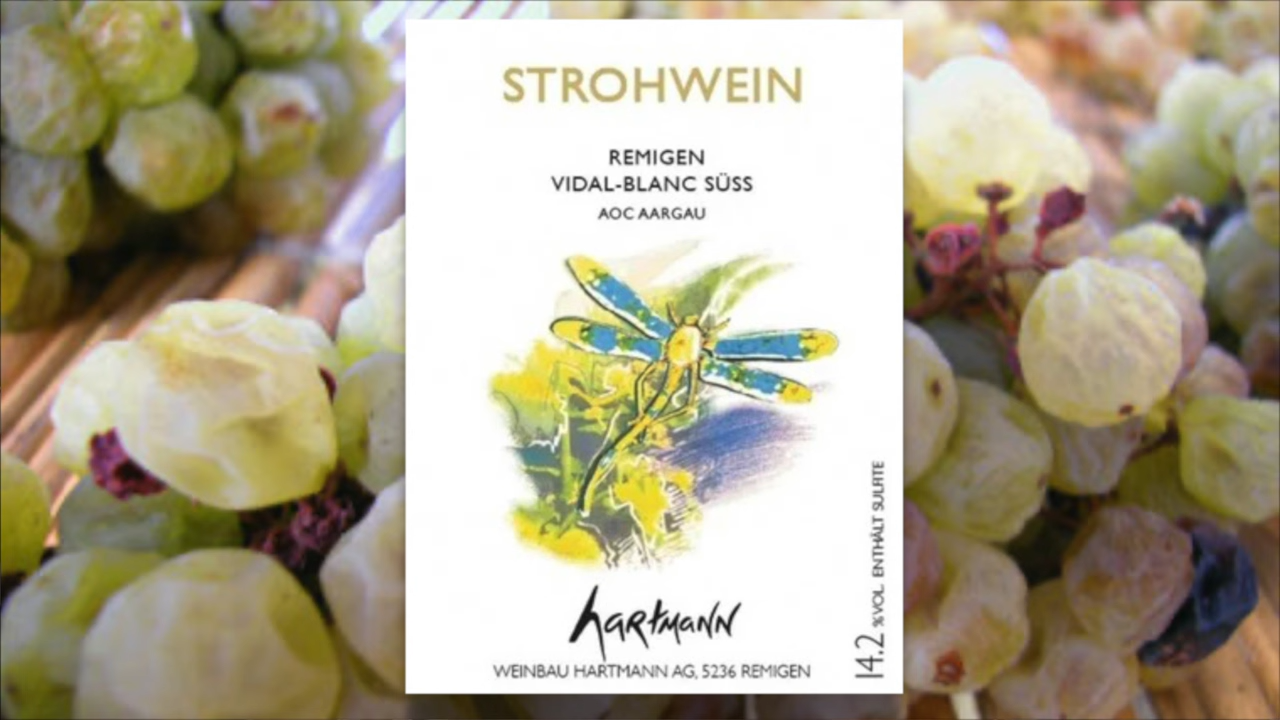 STROHWEIN
REMIGEN
VIDAL-BLANC SÜSS
AOC AARGAU
hartmann
WEINBAU HARTMANN AG, 5236 REMIGEN
14.2 %VOL. ENTHÄLT SULFITE